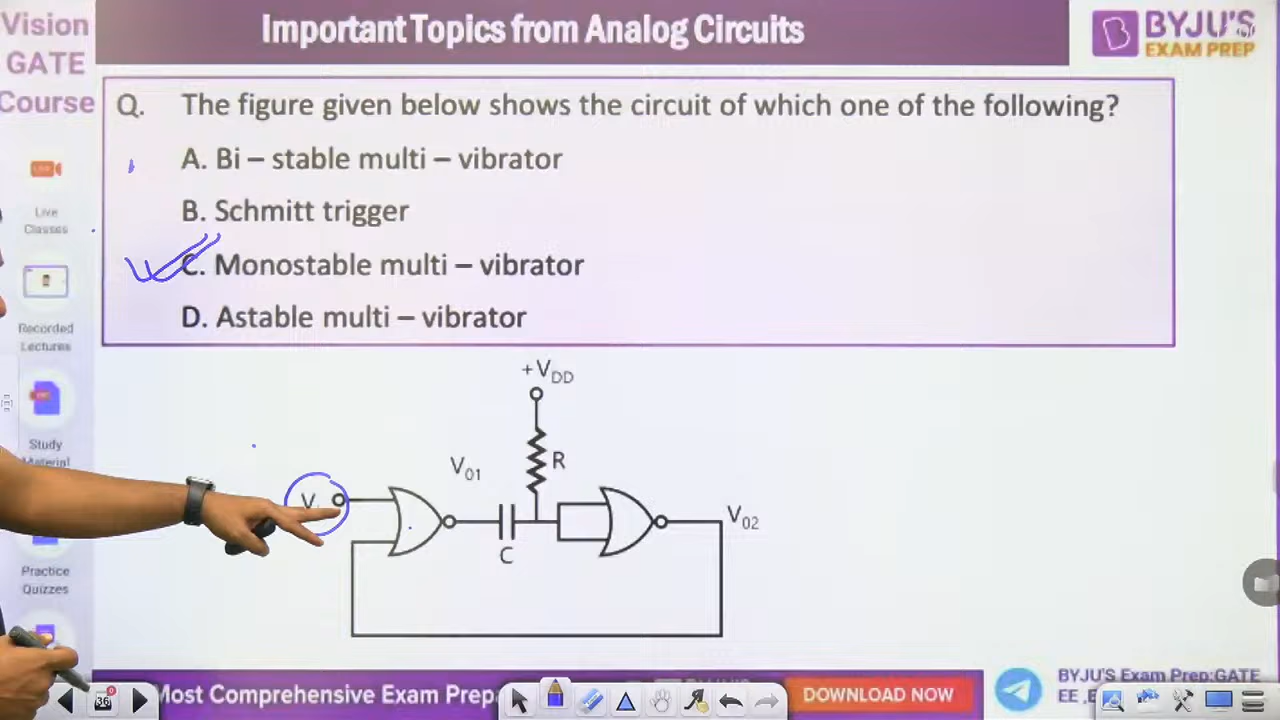 Vision
GATE
Course
Important Topics from Analog Circuits
BYJU'S
EXAM PREP
Q. The figure given below shows the circuit of which one of the following?
A. Bi – stable multi – vibrator
B. Schmitt trigger
C. Monostable multi – vibrator
D. Astable multi – vibrator
Live
Classes
Recorded
Lectures
Study
Material
Practice
Quizzes
+VDD
R
V01
V
C
V02
36
Most Comprehensive Exam Prep
DOWNLOAD NOW
BYJU'S Exam Prep:GATE
EE